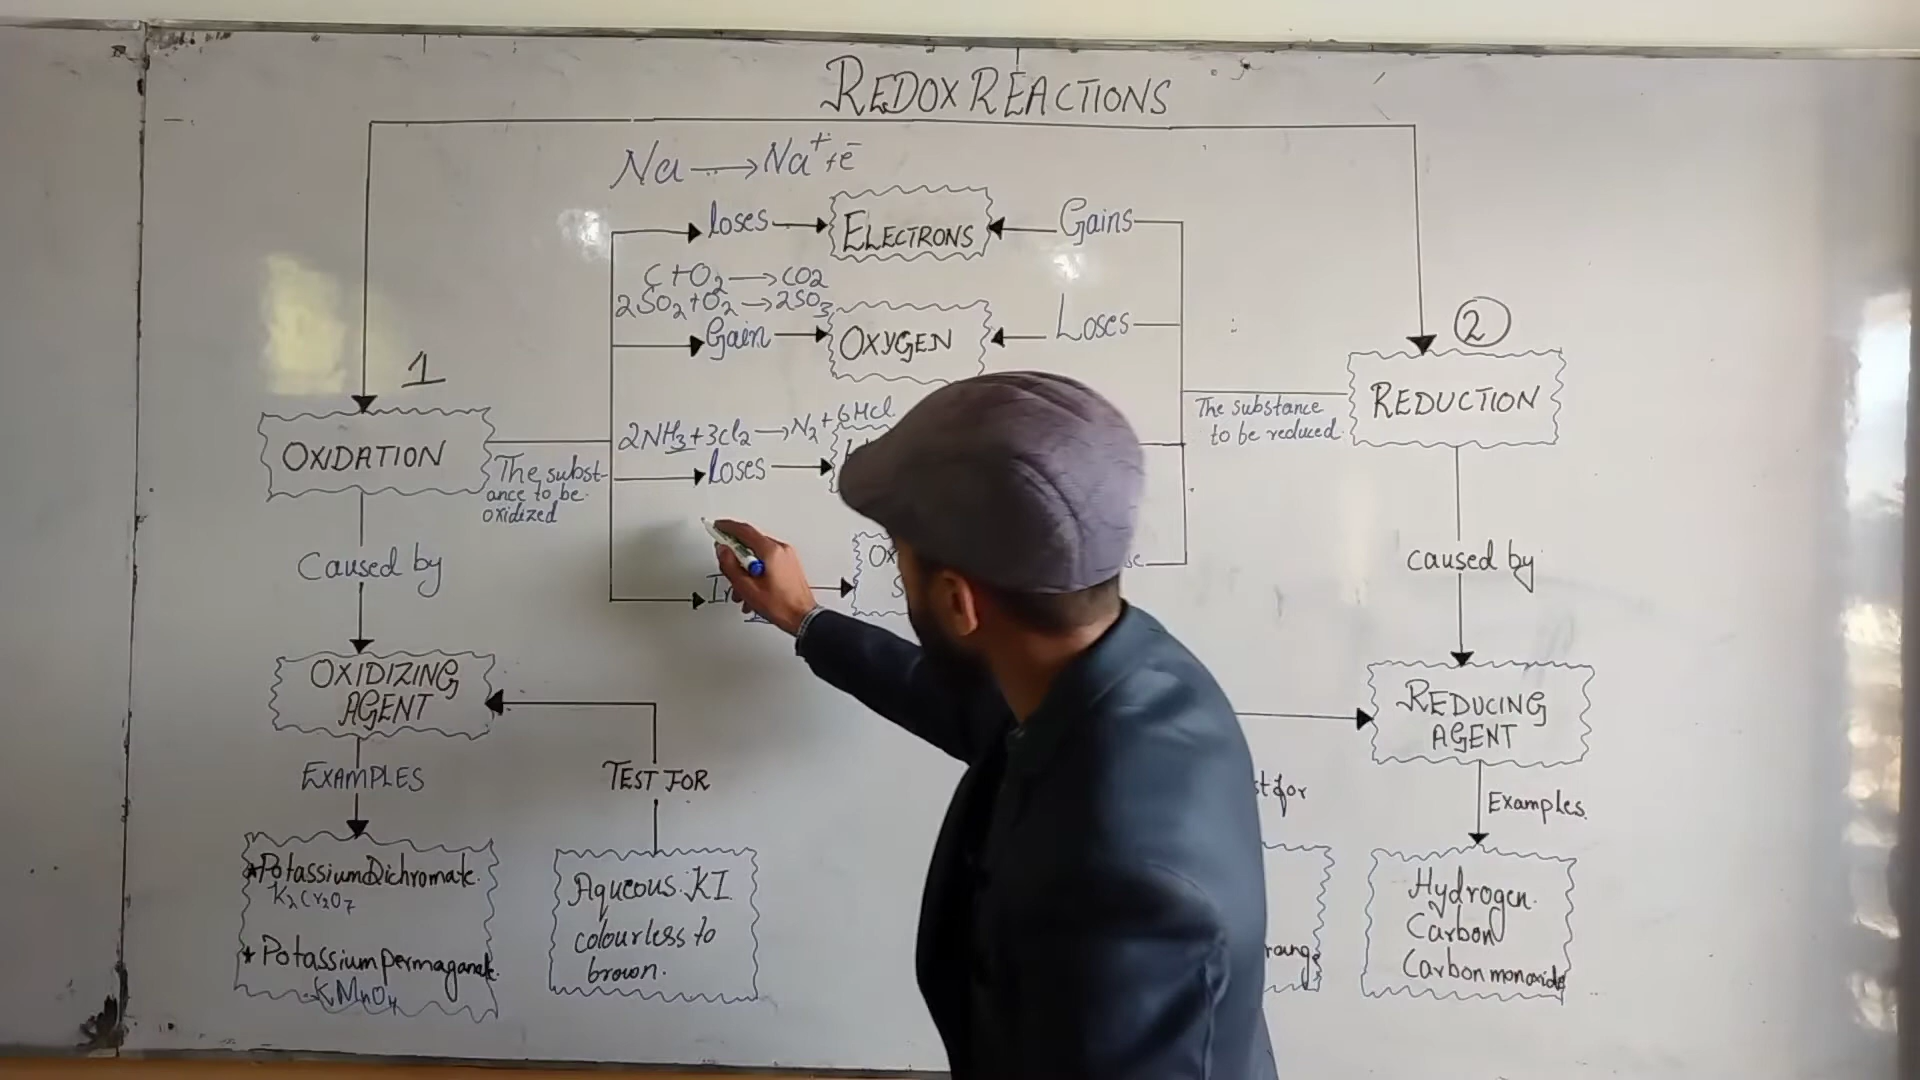 REDOX REACTIONS
Na → Na⁺ + ē
loses
ELECTRONS
Gains
C + O₂ → CO₂
2SO₂ + O₂ → 2SO₃
Gain
OXYGEN
Loses
2NH₃ + 3Cl₂ → N₂ + 6HCl
loses
1
OXIDATION
The subst-
ance to be
oxidized
2
REDUCTION
The substance
to be reduced.
Caused by
OXIDIZING
AGENT
EXAMPLES
*Potassium Dichromate.
K₂Cr₂O₇
* Potassium permaganate.
KMnO₄
TEST FOR
Aqueous KI
colourless to
brown.
Caused by
REDUCING
AGENT
Examples.
Hydrogen.
Carbon
Carbon monoxide
for